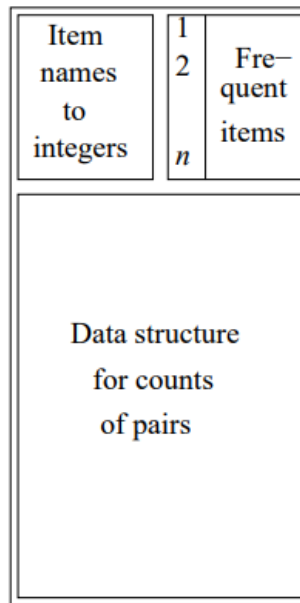 Item
names
to
integers
1
2
n
Fre−
quent
items
Data structure
for counts
of pairs